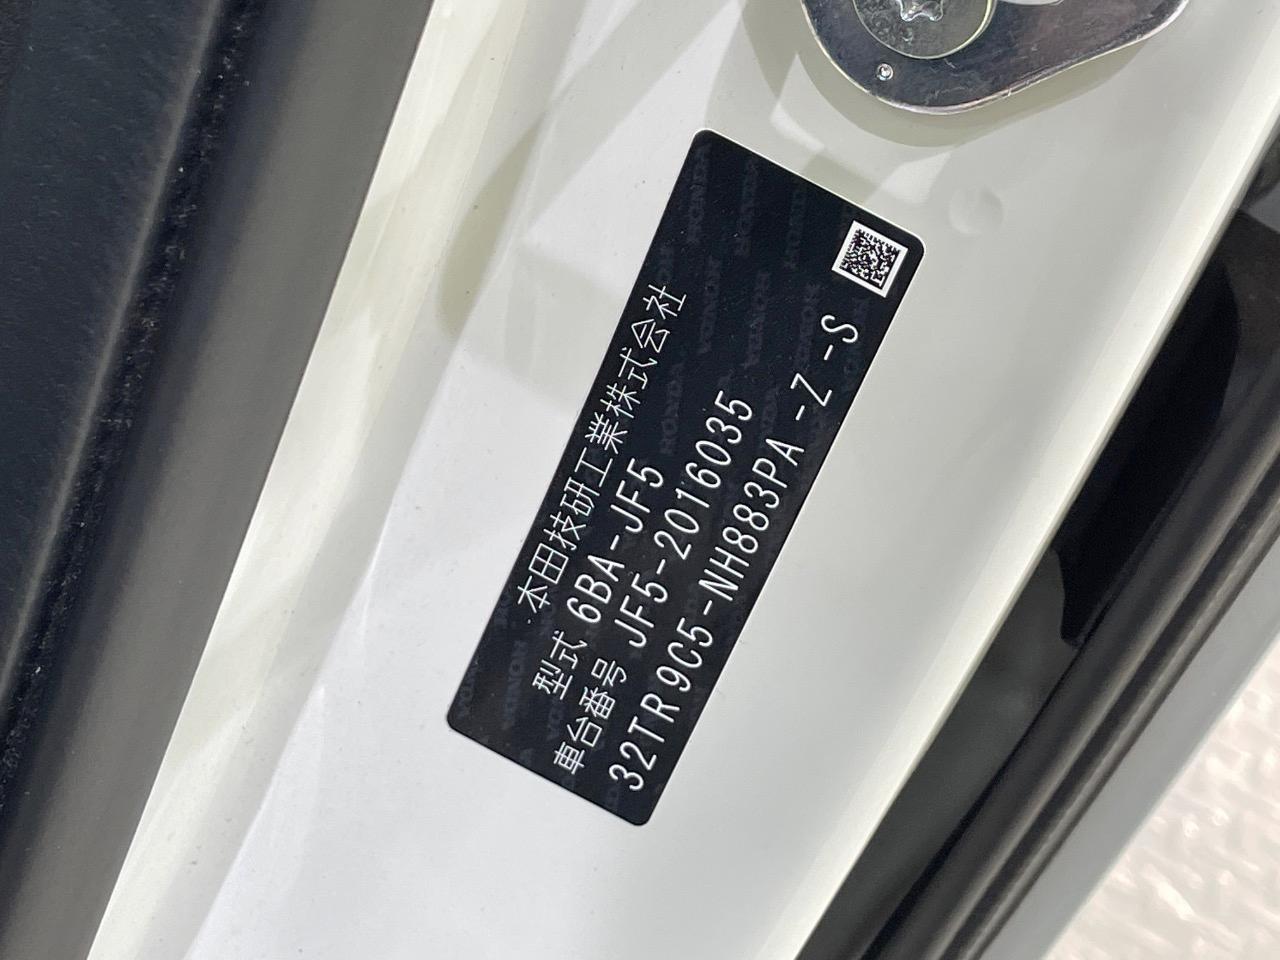 本田技研工業株式会社
型式 6BA-JF5
車台番号 JF5-2016035
32TR9C5-NH883PA-Z-S